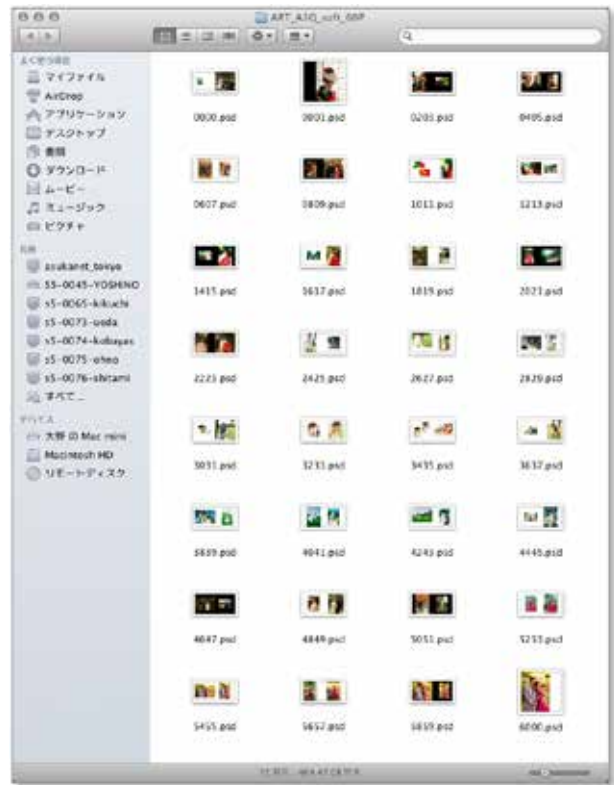 ART_A3Q_soft_60P
よく使う項目
マイファイル
AirDrop
アプリケーション
デスクトップ
書類
ダウンロード
ムービー
ミュージック
ピクチャ
共有
asukanet_tokyo
S5-0045-YOSHINO
s5-0065-kikuchi
s5-0073-ueda
s5-0074-kobayas
s5-0075-ohno
s5-0076-shitami
すべて...
デバイス
大野 の Mac mini
Macintosh HD
リモートディスク
0000.psd
0001.psd
0203.psd
0405.psd
0607.psd
0809.psd
1011.psd
1213.psd
1415.psd
1617.psd
1819.psd
2021.psd
2223.psd
2425.psd
2627.psd
2829.psd
3031.psd
3233.psd
3435.psd
3637.psd
3839.psd
4041.psd
4243.psd
4445.psd
4647.psd
4849.psd
5051.psd
5253.psd
5455.psd
5657.psd
5859.psd
6000.psd